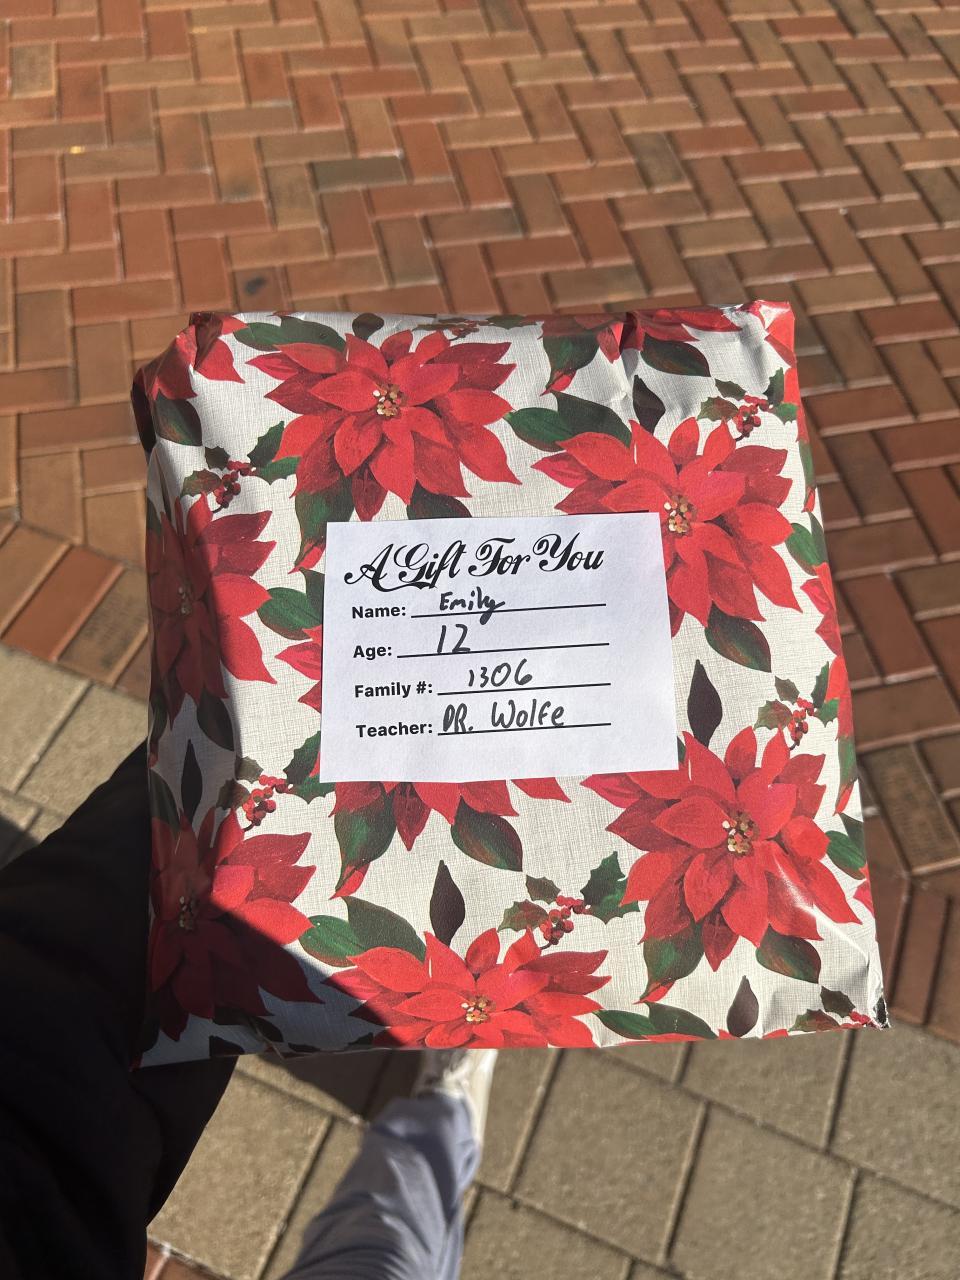 A Gift For You
Name: Emily
Age: 12
Family #: 1306
Teacher: DR. Wolfe